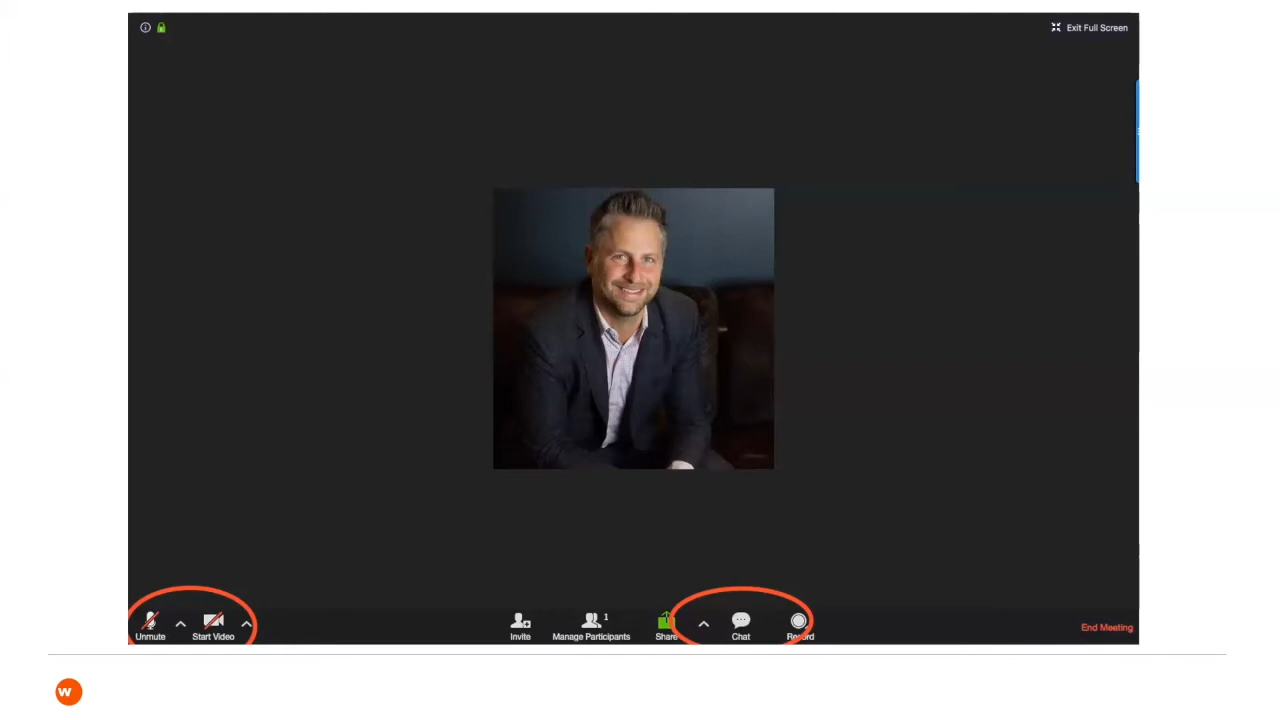 Exit Full Screen
Unmute
Start Video
Invite
1
Manage Participants
Share
Chat
Record
End Meeting
w